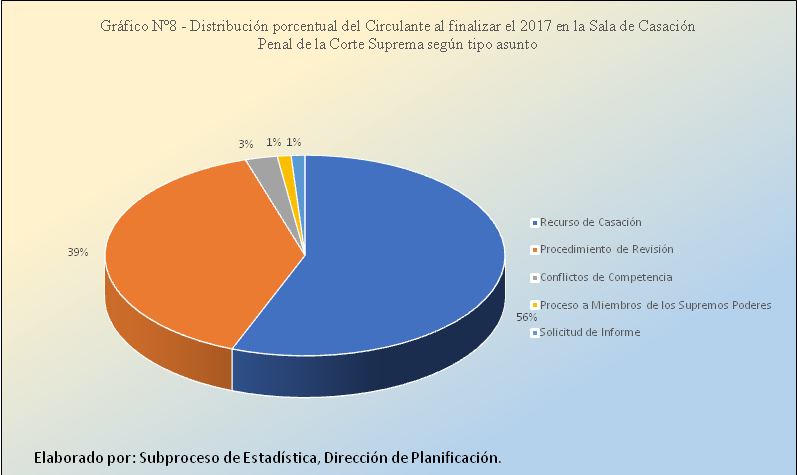 Gráfico N°8 - Distribución porcentual del Circulante al finalizar el 2017 en la Sala de Casación
Penal de la Corte Suprema según tipo asunto
3%
1%
1%
39%
56%
Recurso de Casación
Procedimiento de Revisión
Conflictos de Competencia
Proceso a Miembros de los Supremos Poderes
Solicitud de Informe
Elaborado por: Subproceso de Estadística, Dirección de Planificación.